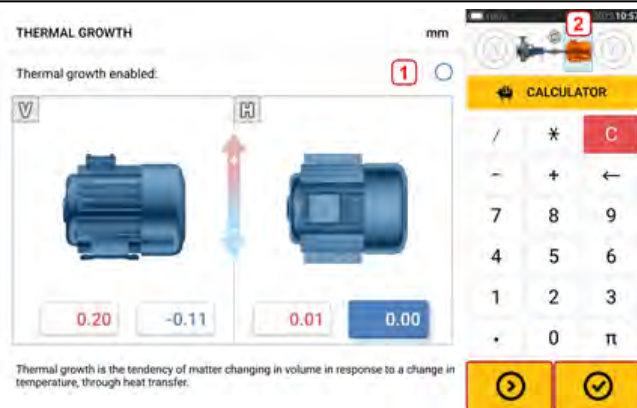 THERMAL GROWTH
mm
Thermal growth enabled:
1
V
H
0.20
-0.11
0.01
0.00
Thermal growth is the tendency of matter changing in volume in response to a change in
temperature, through heat transfer.
2
10:57
CALCULATOR
/ * C
- + ←
7 8 9
4 5 6
1 2 3
. 0 π